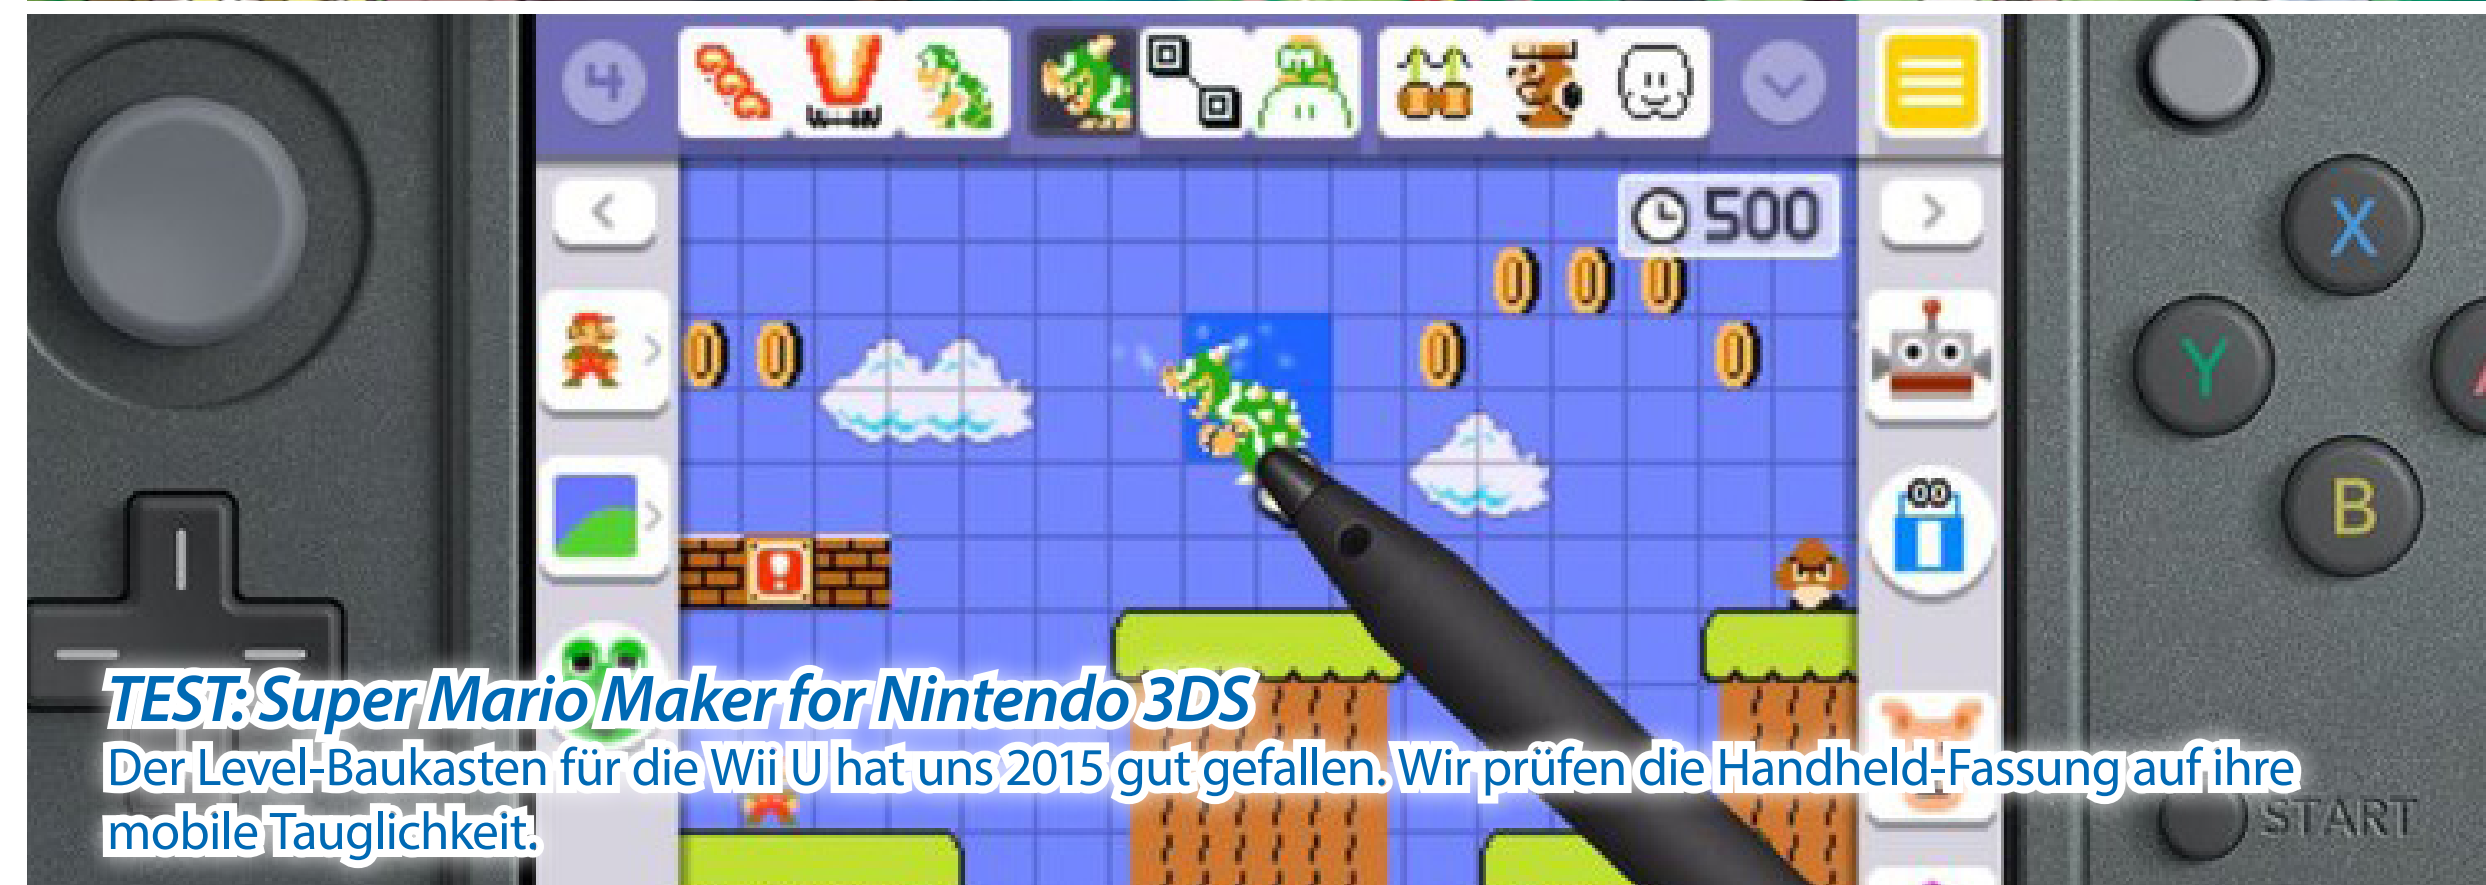 4
500
X
Y
B
TEST: Super Mario Maker for Nintendo 3DS
Der Level-Baukasten für die Wii U hat uns 2015 gut gefallen. Wir prüfen die Handheld-Fassung auf ihre
mobile Tauglichkeit.
START